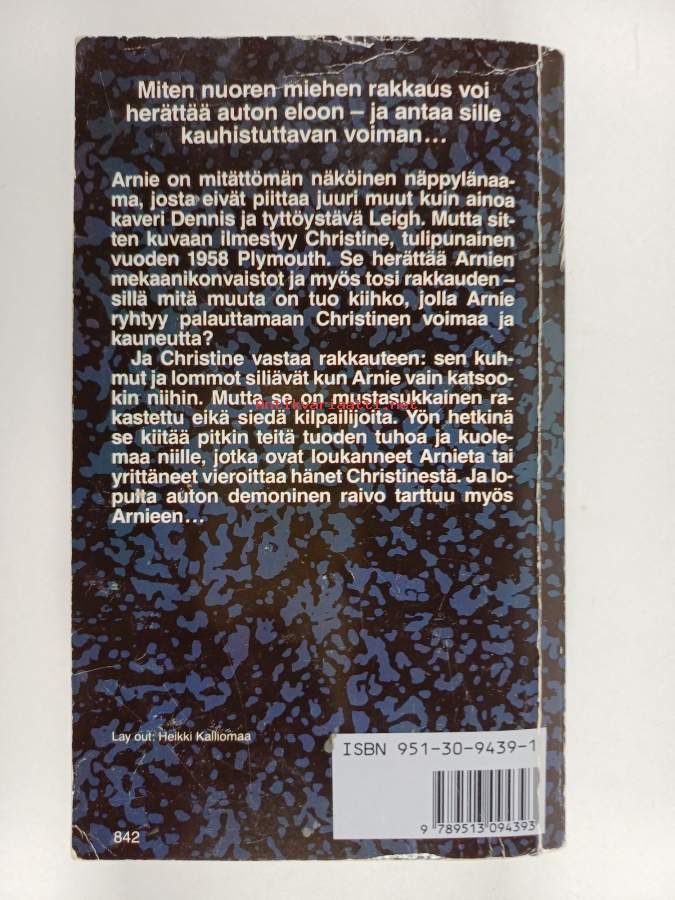 Miten nuoren miehen rakkaus voi
herättää auton eloon – ja antaa sille
kauhistuttavan voiman...
Arnie on mitättömän näköinen näppylänaa-
ma, josta eivät piittaa juuri muut kuin ainoa
kaveri Dennis ja tyttöystävä Leigh. Mutta sit-
ten kuvaan ilmestyy Christine, tulipunainen
vuoden 1958 Plymouth. Se herättää Arnien
mekaanikonvaistot ja myös tosi rakkauden –
sillä mitä muuta on tuo kiihko, jolla Arnie
ryhtyy palauttamaan Christinen voimaa ja
kauneutta?
Ja Christine vastaa rakkauteen: sen kuh-
mut ja lommot siliävät kun Arnie vain katsoo-
kin niihin. Mutta se on mustasukkainen ra-
Antikvariaatti.net
kastettu eikä siedä kilpailijoita. Yön hetkinä
se kiitää pitkin teitä tuoden tuhoa ja kuole-
maa niille, jotka ovat loukanneet Arnieta tai
yrittäneet vieroittaa hänet Christinestä. Ja lo-
pulta auton demoninen raivo tarttuu myös
Arnieen...
Lay out: Heikki Kalliomaa
ISBN 951-30-9439-1
9 789513 094393
842